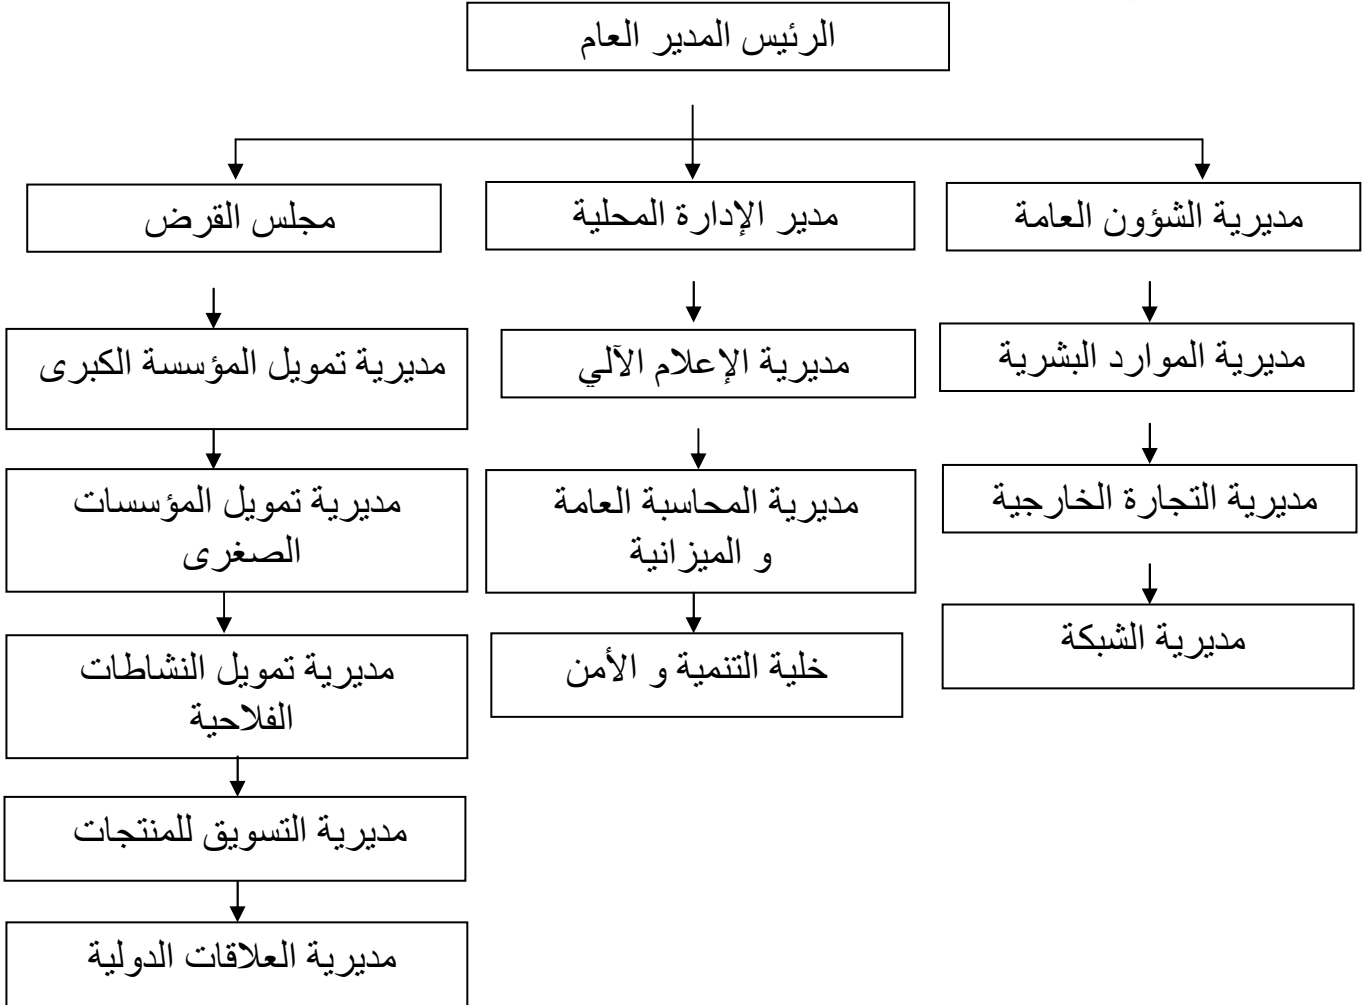 الرئيس المدير العام
مديرية الشؤون العامة
مدير الإدارة المحلية
مجلس القرض
مديرية الموارد البشرية
مديرية الإعلام الآلي
مديرية تمويل المؤسسة الكبرى
مديرية التجارة الخارجية
مديرية المحاسبة العامة
و الميزانية
مديرية تمويل المؤسسات
الصغرى
مديرية الشبكة
خلية التنمية و الأمن
مديرية تمويل النشاطات
الفلاحية
مديرية التسويق للمنتجات
مديرية العلاقات الدولية